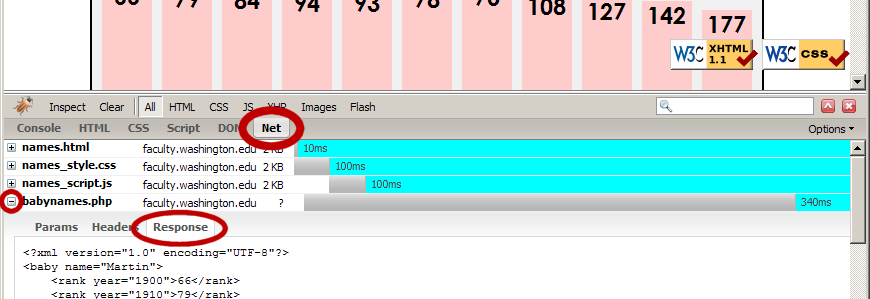 79 84 94 93 78 108 127 142 177
W3C XHTML 1.1 W3C css
Inspect Clear All HTML CSS JS XHR Images Flash
Console HTML CSS Script DOM Net Options
names.html faculty.washington.edu 2 KB 10ms
names_style.css faculty.washington.edu 2 KB 100ms
names_script.js faculty.washington.edu 2 KB 100ms
babynames.php faculty.washington.edu ? 340ms
Params Headers Response
<?xml version="1.0" encoding="UTF-8"?>
<baby name="Martin">
<rank year="1900">66</rank>
<rank year="1910">79</rank>